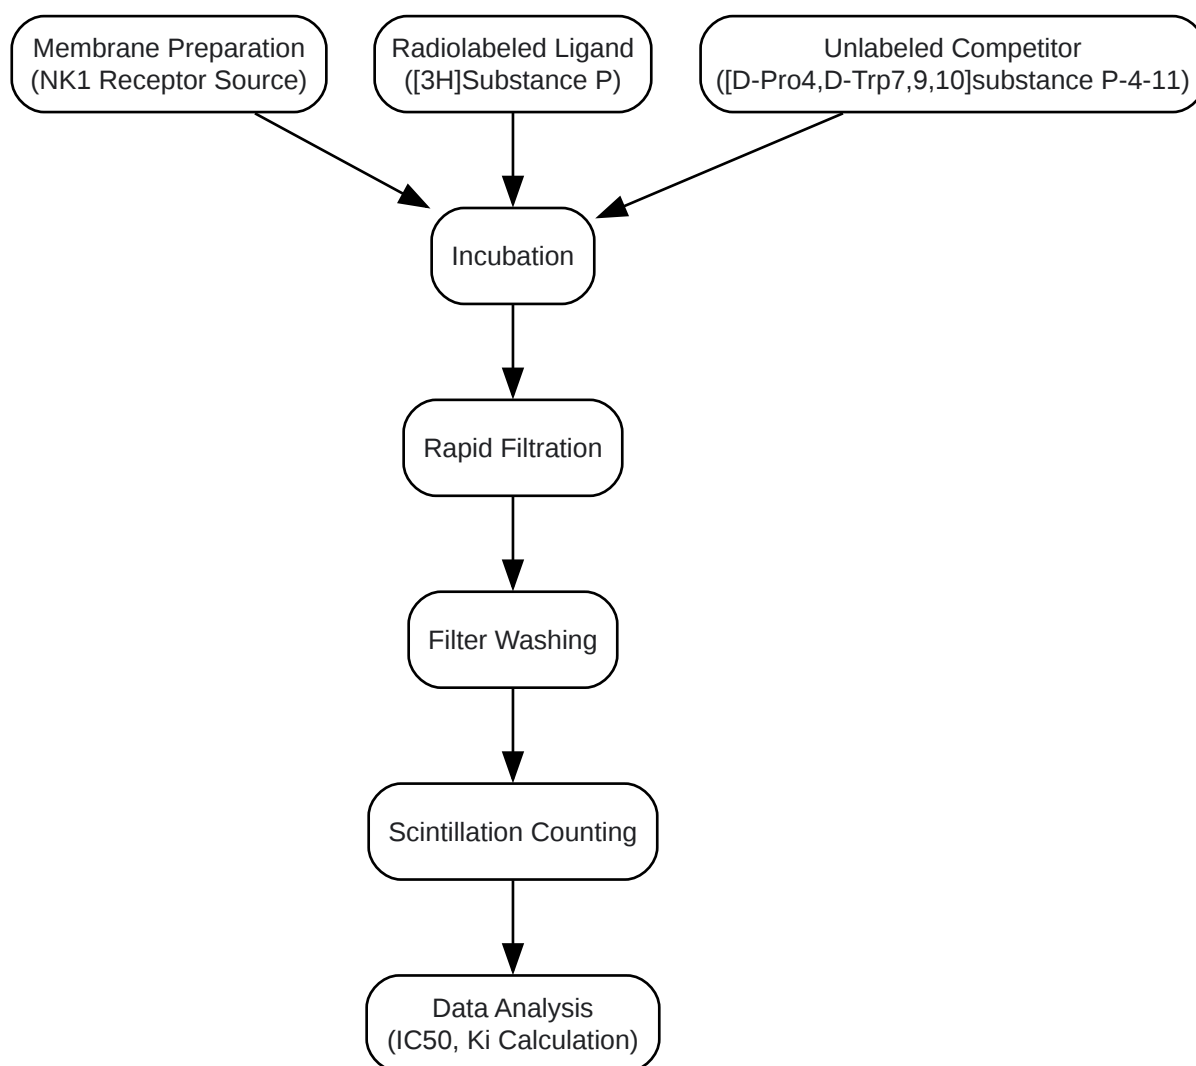 Membrane Preparation
(NK1 Receptor Source)
Radiolabeled Ligand
([3H]Substance P)
Unlabeled Competitor
([D-Pro4,D-Trp7,9,10]substance P-4-11)
Incubation
Rapid Filtration
Filter Washing
Scintillation Counting
Data Analysis
(IC50, Ki Calculation)